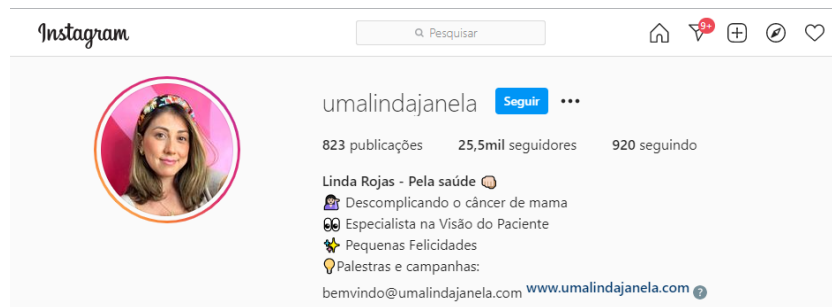 Instagram
Pesquisar
9+
umalindajanela Seguir
823 publicações 25,5mil seguidores 920 seguindo
Linda Rojas - Pela saúde 👊🏻
🙋🏻‍♀️ Descomplicando o câncer de mama
👀 Especialista na Visão do Paciente
✨ Pequenas Felicidades
💡Palestras e campanhas:
bemvindo@umalindajanela.com www.umalindajanela.com ?